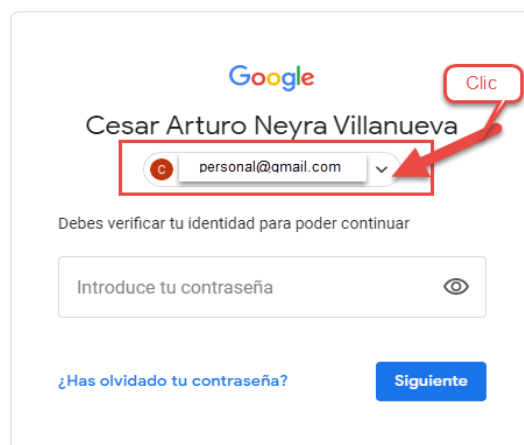 Google
Clic
Cesar Arturo Neyra Villanueva
C
personal@gmail.com
Debes verificar tu identidad para poder continuar
Introduce tu contraseña
¿Has olvidado tu contraseña?
Siguiente